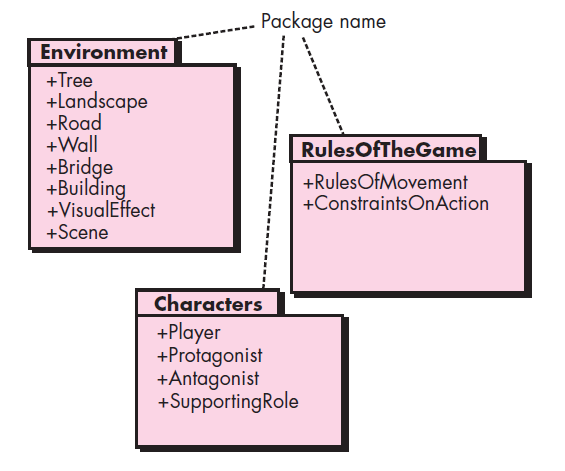 Package name
Environment
+Tree
+Landscape
+Road
+Wall
+Bridge
+Building
+VisualEffect
+Scene
RulesOfTheGame
+RulesOfMovement
+ConstraintsOnAction
Characters
+Player
+Protagonist
+Antagonist
+SupportingRole